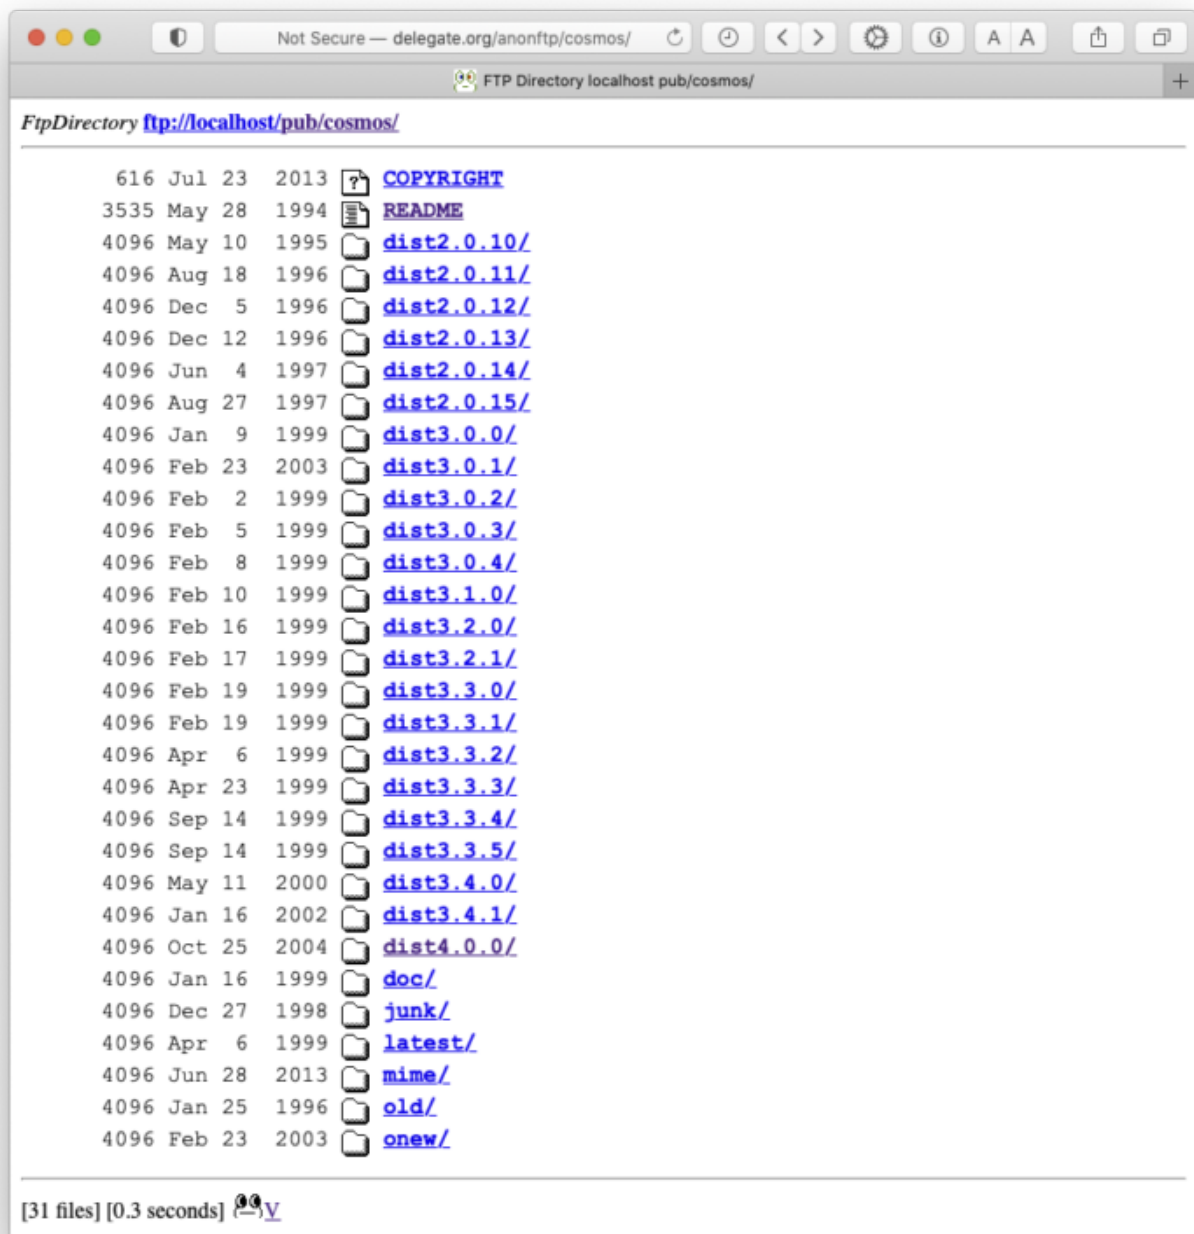 Not Secure — delegate.org/anonftp/cosmos/
A A
FTP Directory localhost pub/cosmos/
FtpDirectory ftp://localhost/pub/cosmos/
616 Jul 23 2013 COPYRIGHT
3535 May 28 1994 README
4096 May 10 1995 dist2.0.10/
4096 Aug 18 1996 dist2.0.11/
4096 Dec 5 1996 dist2.0.12/
4096 Dec 12 1996 dist2.0.13/
4096 Jun 4 1997 dist2.0.14/
4096 Aug 27 1997 dist2.0.15/
4096 Jan 9 1999 dist3.0.0/
4096 Feb 23 2003 dist3.0.1/
4096 Feb 2 1999 dist3.0.2/
4096 Feb 5 1999 dist3.0.3/
4096 Feb 8 1999 dist3.0.4/
4096 Feb 10 1999 dist3.1.0/
4096 Feb 16 1999 dist3.2.0/
4096 Feb 17 1999 dist3.2.1/
4096 Feb 19 1999 dist3.3.0/
4096 Feb 19 1999 dist3.3.1/
4096 Apr 6 1999 dist3.3.2/
4096 Apr 23 1999 dist3.3.3/
4096 Sep 14 1999 dist3.3.4/
4096 Sep 14 1999 dist3.3.5/
4096 May 11 2000 dist3.4.0/
4096 Jan 16 2002 dist3.4.1/
4096 Oct 25 2004 dist4.0.0/
4096 Jan 16 1999 doc/
4096 Dec 27 1998 junk/
4096 Apr 6 1999 latest/
4096 Jun 28 2013 mime/
4096 Jan 25 1996 old/
4096 Feb 23 2003 onew/
[31 files] [0.3 seconds] V